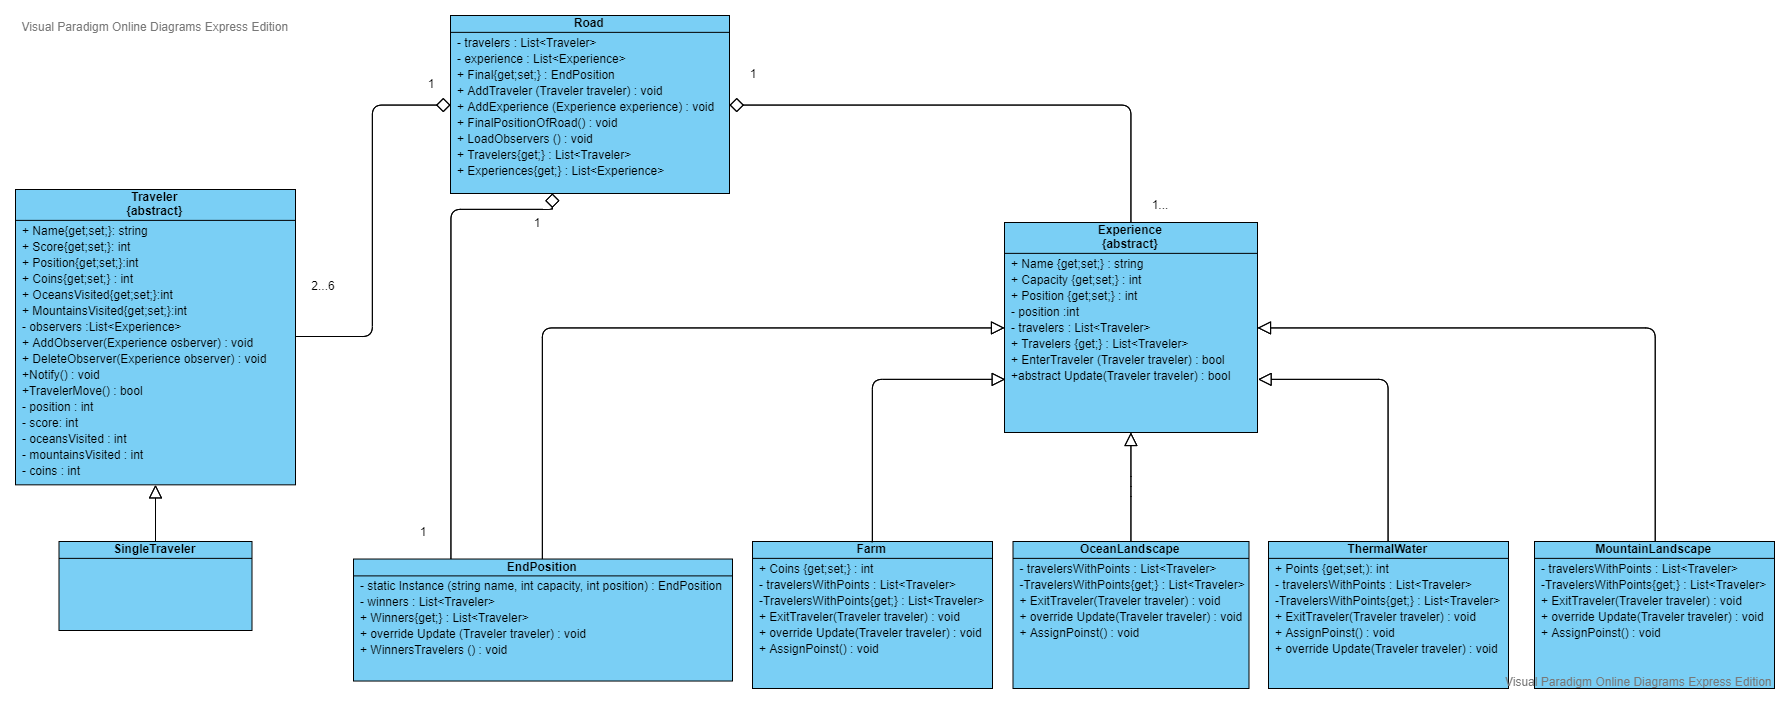 Visual Paradigm Online Diagrams Express Edition
Road
- travelers : List<Traveler>
- experience : List<Experience>
+ Final{get;set;} : EndPosition
+ AddTraveler (Traveler traveler) : void
+ AddExperience (Experience experience) : void
+ FinalPositionOfRoad() : void
+ LoadObservers () : void
+ Travelers{get;} : List<Traveler>
+ Experiences{get;} : List<Experience>
1
1
1
2...6
1...
1
Traveler
{abstract}
+ Name{get;set;}: string
+ Score{get;set;}: int
+ Position{get;set;}:int
+ Coins{get;set;} : int
+ OceansVisited{get;set;}:int
+ MountainsVisited{get;set;}:int
- observers :List<Experience>
+ AddObserver(Experience osberver) : void
+ DeleteObserver(Experience observer) : void
+Notify() : void
+TravelerMove() : bool
- position : int
- score: int
- oceansVisited : int
- mountainsVisited : int
- coins : int
SingleTraveler
Experience
{abstract}
+ Name {get;set;} : string
+ Capacity {get;set;} : int
+ Position {get;set;} : int
- position :int
- travelers : List<Traveler>
+ Travelers {get;} : List<Traveler>
+ EnterTraveler (Traveler traveler) : bool
+abstract Update(Traveler traveler) : bool
EndPosition
- static Instance (string name, int capacity, int position) : EndPosition
- winners : List<Traveler>
+ Winners{get;} : List<Traveler>
+ override Update (Traveler traveler) : void
+ WinnersTravelers () : void
Farm
+ Coins {get;set;} : int
- travelersWithPoints : List<Traveler>
-TravelersWithPoints{get;} : List<Traveler>
+ ExitTraveler(Traveler traveler) : void
+ override Update(Traveler traveler) : void
+ AssignPoinst() : void
OceanLandscape
- travelersWithPoints : List<Traveler>
-TravelersWithPoints{get;} : List<Traveler>
+ ExitTraveler(Traveler traveler) : void
+ override Update(Traveler traveler) : void
+ AssignPoinst() : void
ThermalWater
+ Points {get;set;): int
- travelersWithPoints : List<Traveler>
-TravelersWithPoints{get;} : List<Traveler>
+ ExitTraveler(Traveler traveler) : void
+ AssignPoinst() : void
+ override Update(Traveler traveler) : void
MountainLandscape
- travelersWithPoints : List<Traveler>
-TravelersWithPoints{get;} : List<Traveler>
+ ExitTraveler(Traveler traveler) : void
+ override Update(Traveler traveler) : void
+ AssignPoinst() : void
Visual Paradigm Online Diagrams Express Edition